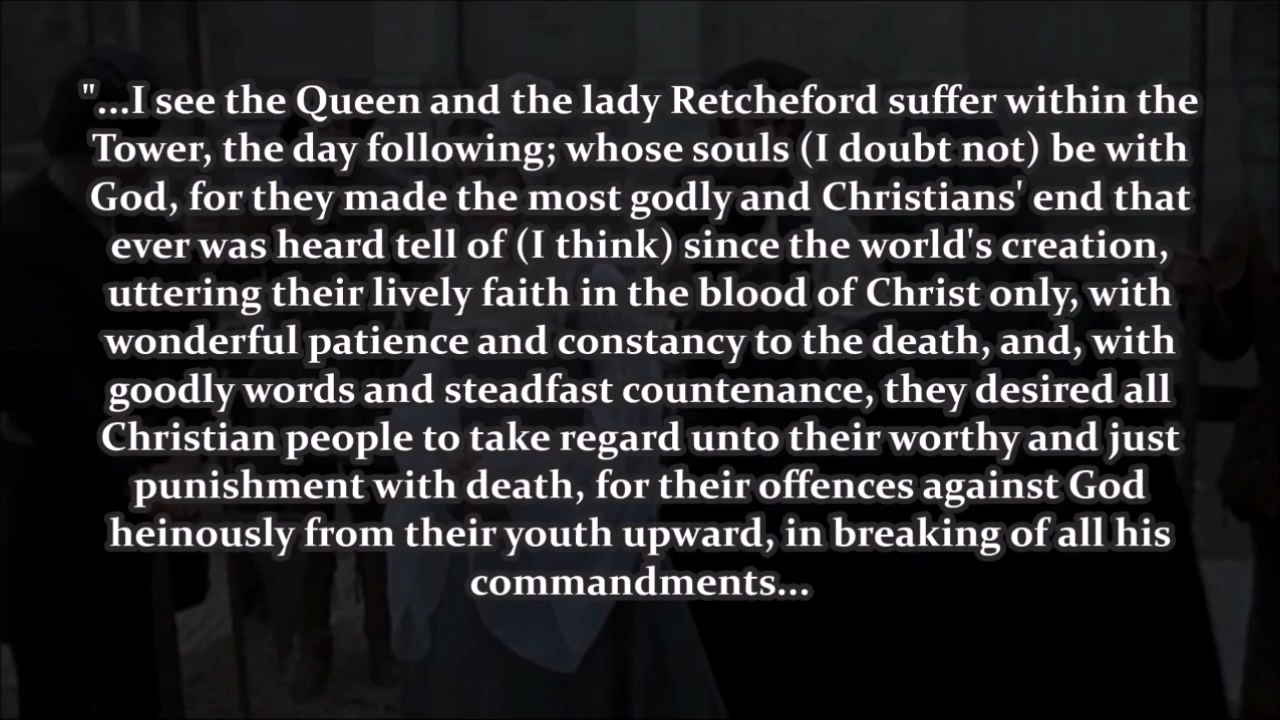 "...I see the Queen and the lady Retcheford suffer within the
Tower, the day following; whose souls (I doubt not) be with
God, for they made the most godly and Christians' end that
ever was heard tell of (I think) since the world's creation,
uttering their lively faith in the blood of Christ only, with
wonderful patience and constancy to the death, and, with
goodly words and steadfast countenance, they desired all
Christian people to take regard unto their worthy and just
punishment with death, for their offences against God
heinously from their youth upward, in breaking of all his
commandments...